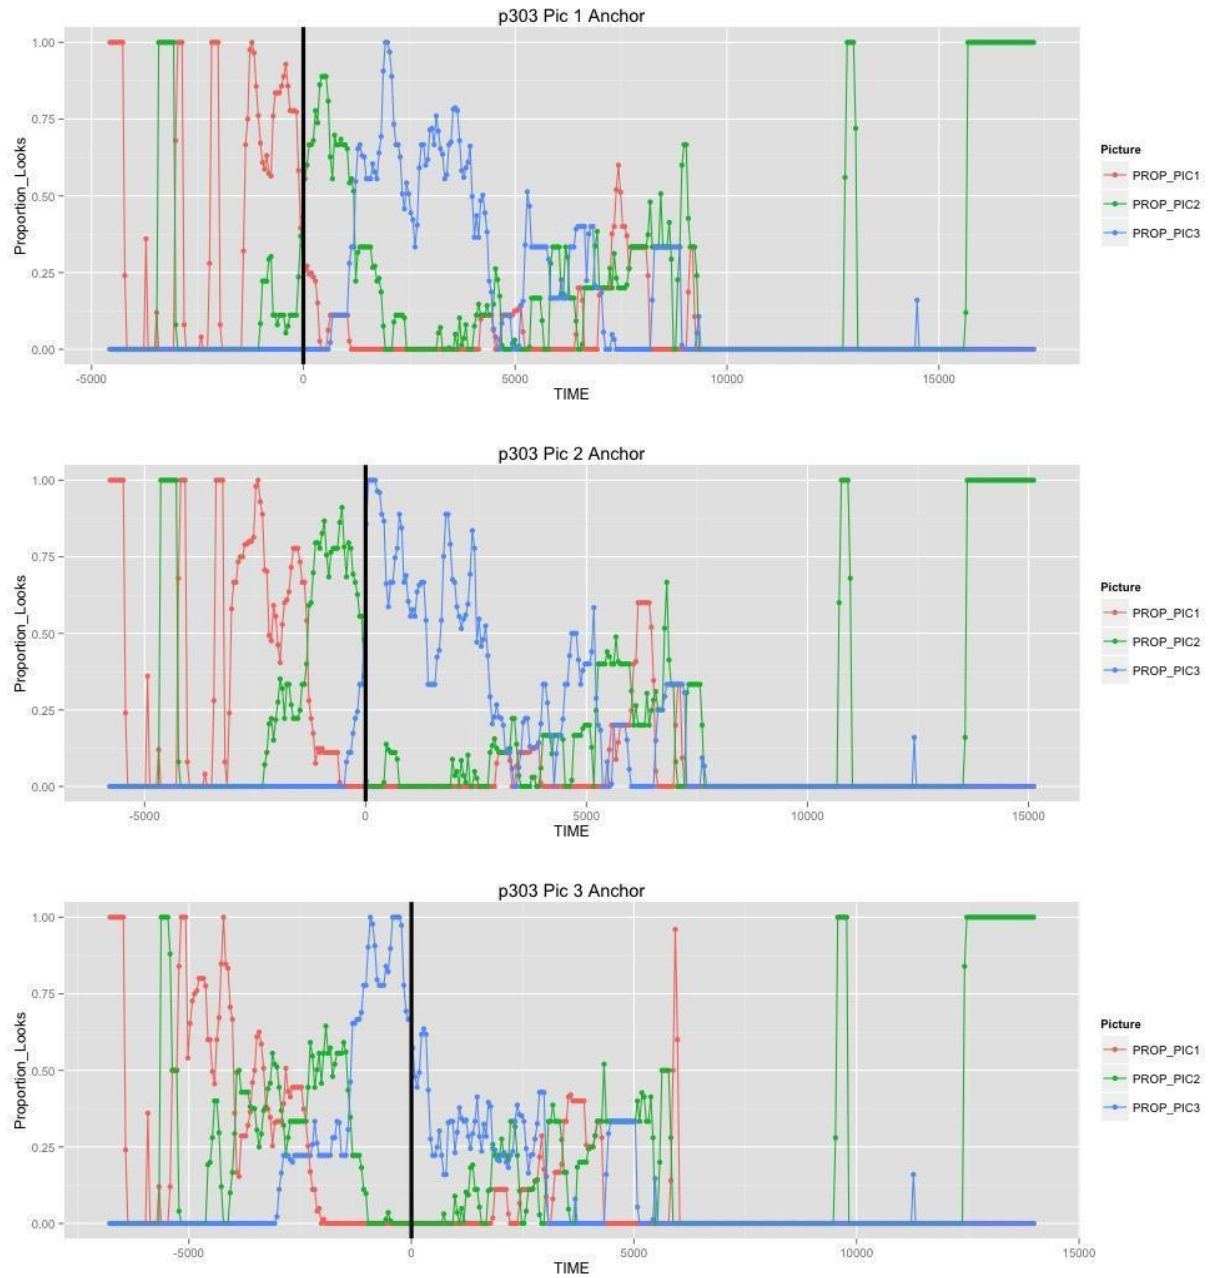 p303 Pic 1 Anchor
1.00
0.75
0.50
0.25
0.00
Proportion_Looks
-5000 0 5000 10000 15000
TIME
Picture
PROP_PIC1
PROP_PIC2
PROP_PIC3
p303 Pic 2 Anchor
1.00
0.75
0.50
0.25
0.00
Proportion_Looks
-5000 0 5000 10000 15000
TIME
Picture
PROP_PIC1
PROP_PIC2
PROP_PIC3
p303 Pic 3 Anchor
1.00
0.75
0.50
0.25
0.00
Proportion_Looks
-5000 0 5000 10000 15000
TIME
Picture
PROP_PIC1
PROP_PIC2
PROP_PIC3